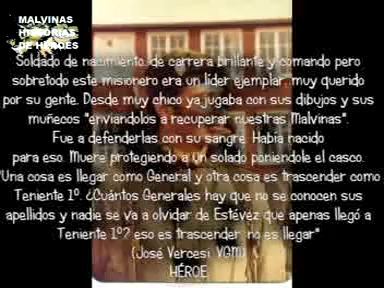 MALVINAS
HISTORIAS
DE HÉROES
Soldado de nacimiento, de carrera brillante y comando pero
sobretodo este misionero era un líder ejemplar, muy querido
por su gente. Desde muy chico ya jugaba con sus dibujos y sus
muñecos "enviandolos a recuperar nuestras Malvinas".
Fue a defenderlas con su sangre. Había nacido
para eso. Muere protegiendo a un solado poniendole el casco.
"Una cosa es llegar como General y otra cosa es trascender como
Teniente 1º. ¿Cuántos Generales hay que no se conocen sus
apellidos y nadie se va a olvidar de Estévez que apenas llegó a
Teniente 1º? eso es trascender no es llegar"
(José Vercesi VGM)
HÉROE